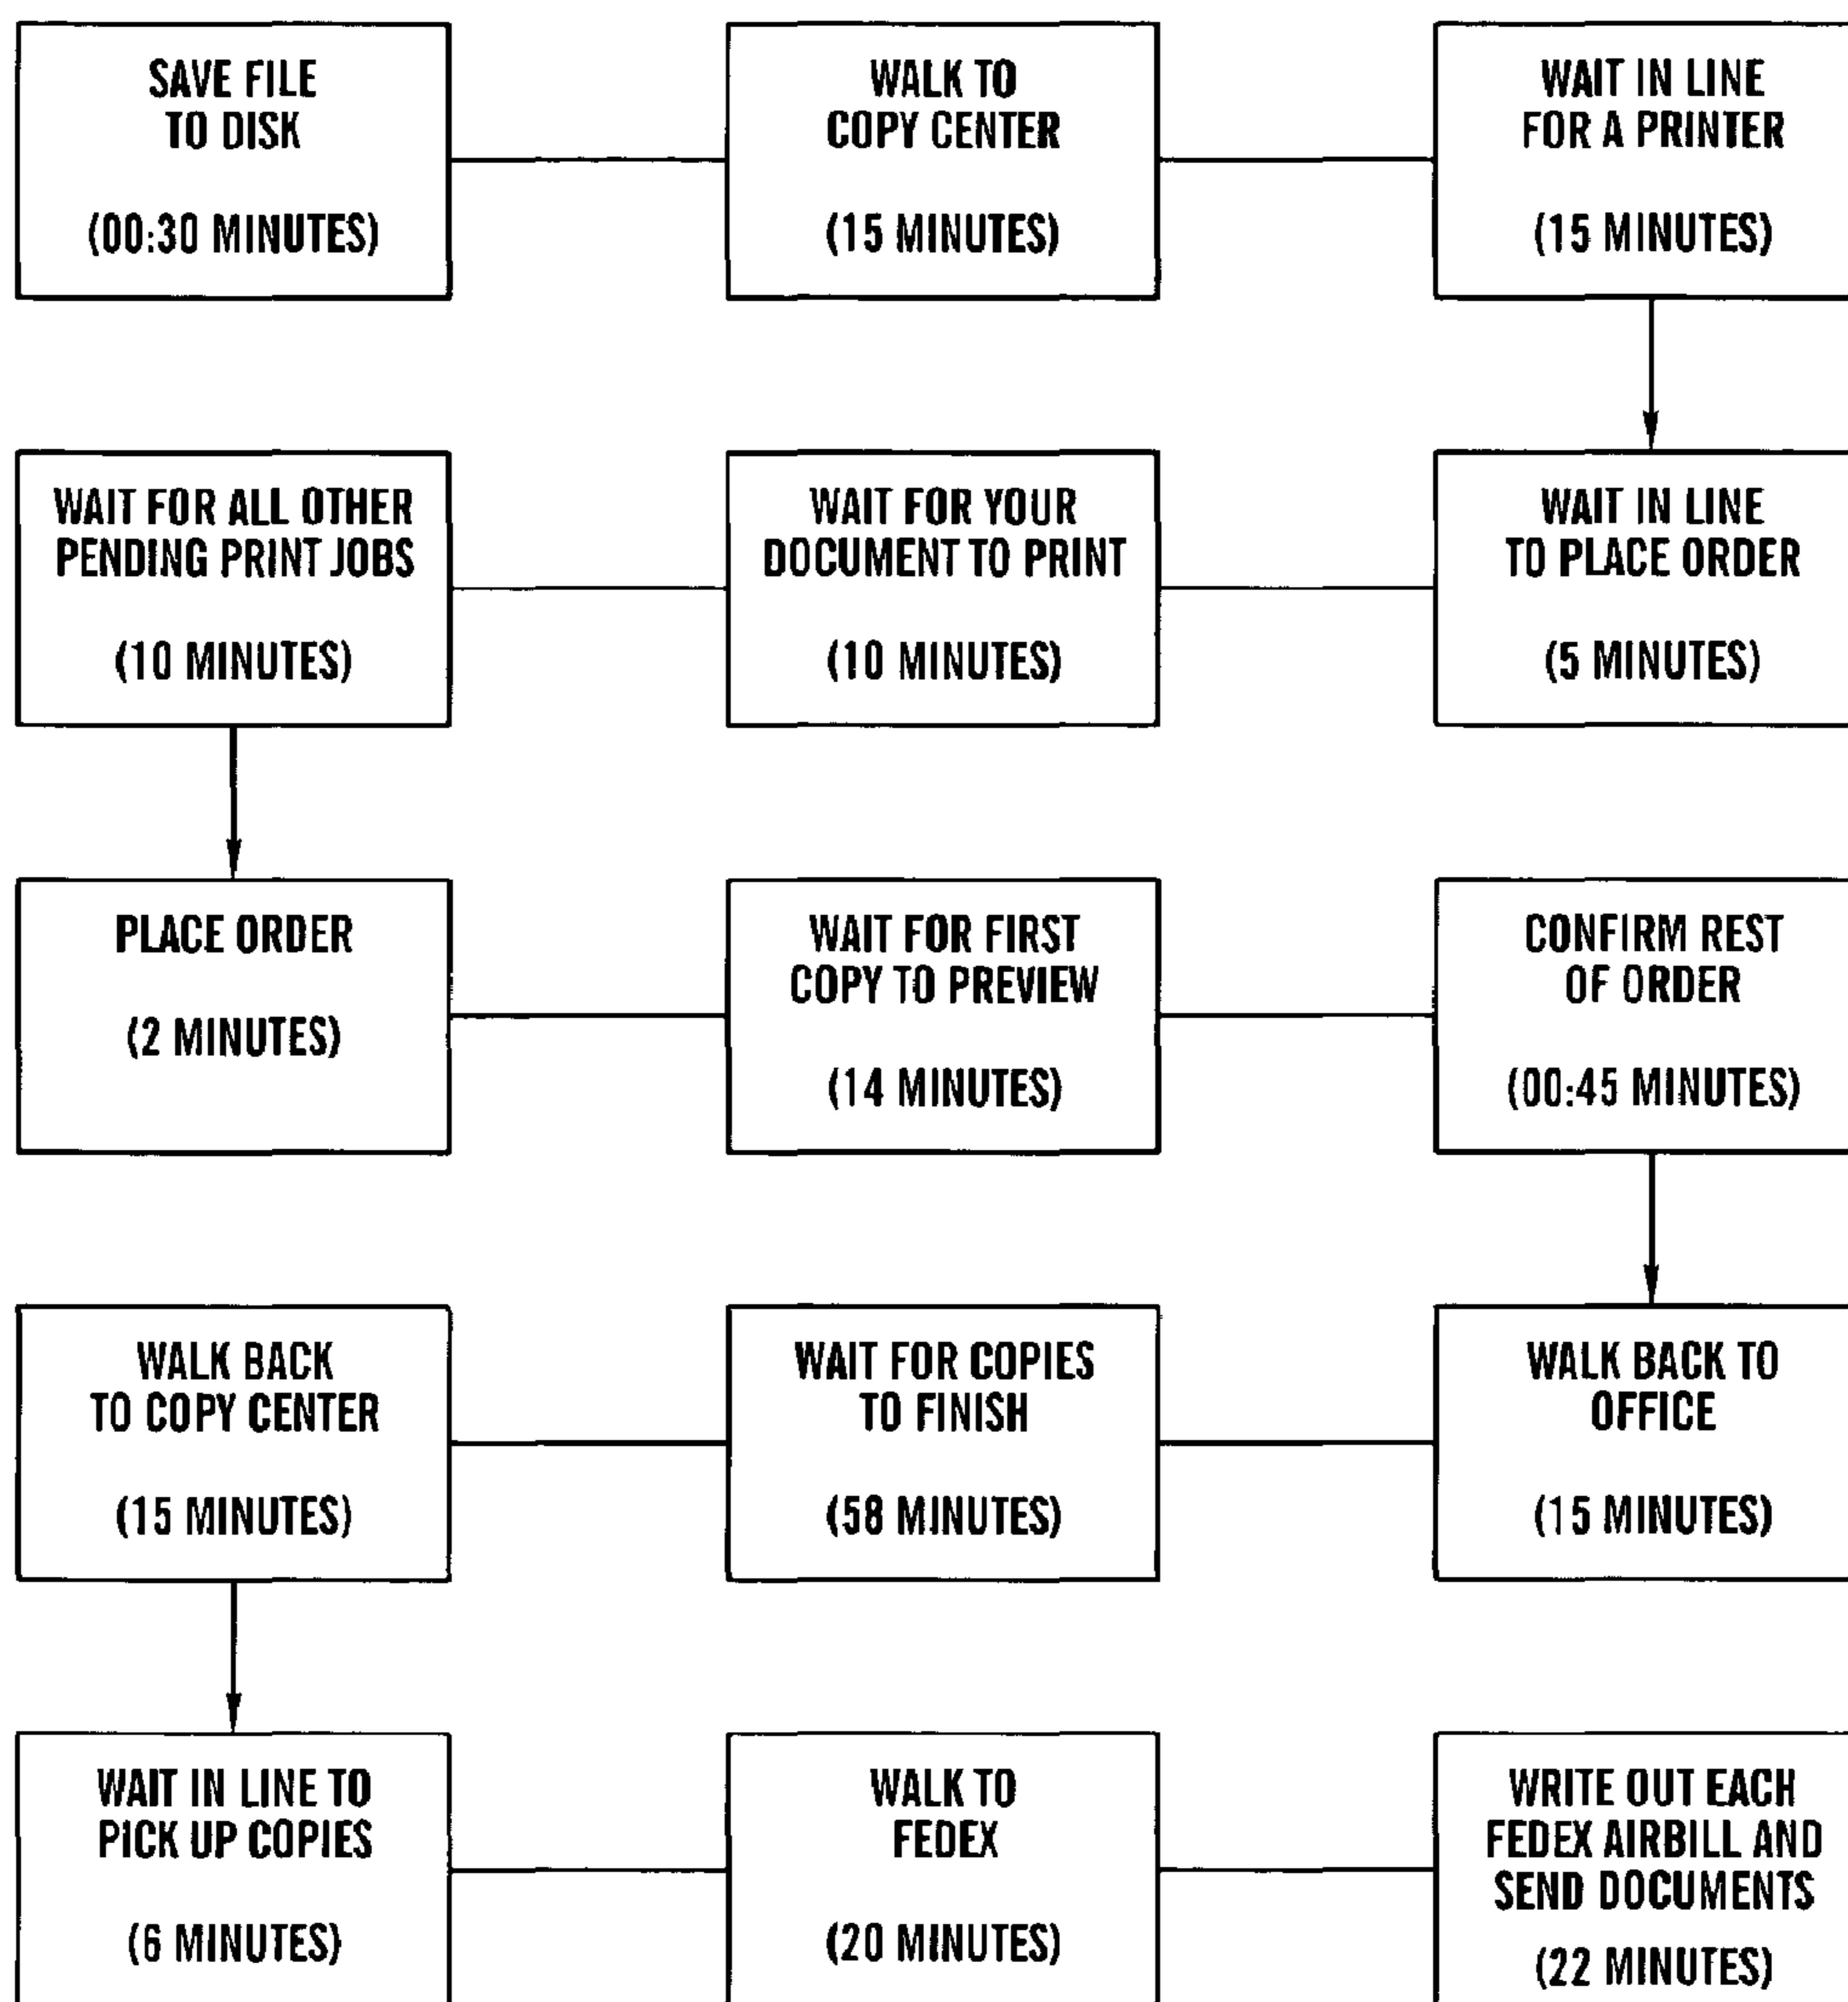 SAVE FILE
TO DISK
(00:30 MINUTES)
WALK TO
COPY CENTER
(15 MINUTES)
WAIT IN LINE
FOR A PRINTER
(15 MINUTES)
WAIT FOR ALL OTHER
PENDING PRINT JOBS
(10 MINUTES)
WAIT FOR YOUR
DOCUMENT TO PRINT
(10 MINUTES)
WAIT IN LINE
TO PLACE ORDER
(5 MINUTES)
PLACE ORDER
(2 MINUTES)
WAIT FOR FIRST
COPY TO PREVIEW
(14 MINUTES)
CONFIRM REST
OF ORDER
(00:45 MINUTES)
WALK BACK
TO COPY CENTER
(15 MINUTES)
WAIT FOR COPIES
TO FINISH
(58 MINUTES)
WALK BACK TO
OFFICE
(15 MINUTES)
WAIT IN LINE TO
PICK UP COPIES
(6 MINUTES)
WALK TO
FEDEX
(20 MINUTES)
WRITE OUT EACH
FEDEX AIRBILL AND
SEND DOCUMENTS
(22 MINUTES)